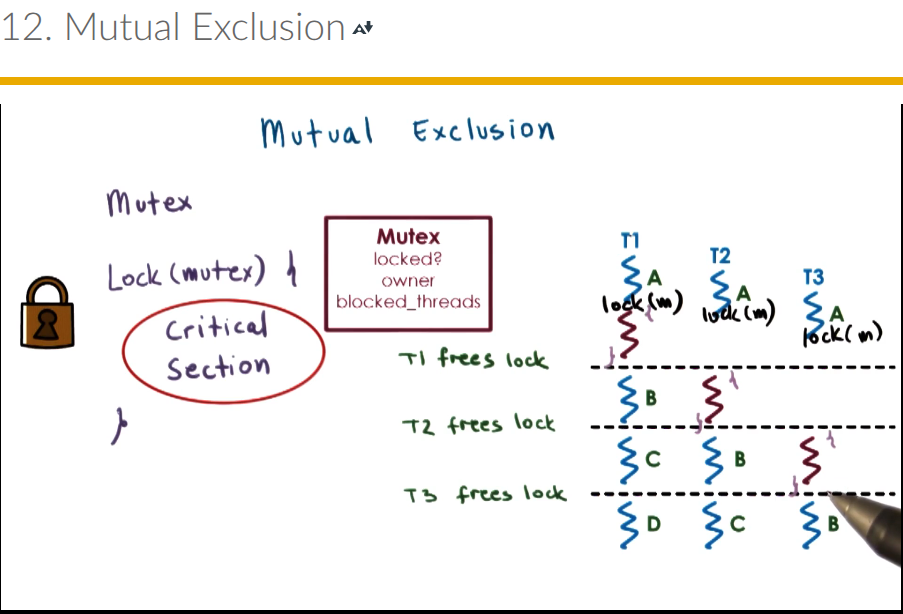 12. Mutual Exclusion
Mutual Exclusion
Mutex
Lock (mutex) {
Critical
Section
}
Mutex
locked?
owner
blocked_threads
T1 frees lock
T2 frees lock
T3 frees lock
T1
T2
T3
A
A
A
lock (m)
lock (m)
lock (m)
{
}
B
{
}
C
B
{
}
D
C
B